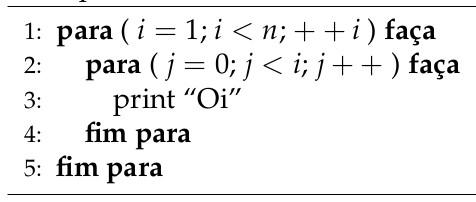 1: para ( i = 1; i < n; + + i ) faça
2: para ( j = 0; j < i; j + + ) faça
3: print “Oi”
4: fim para
5: fim para